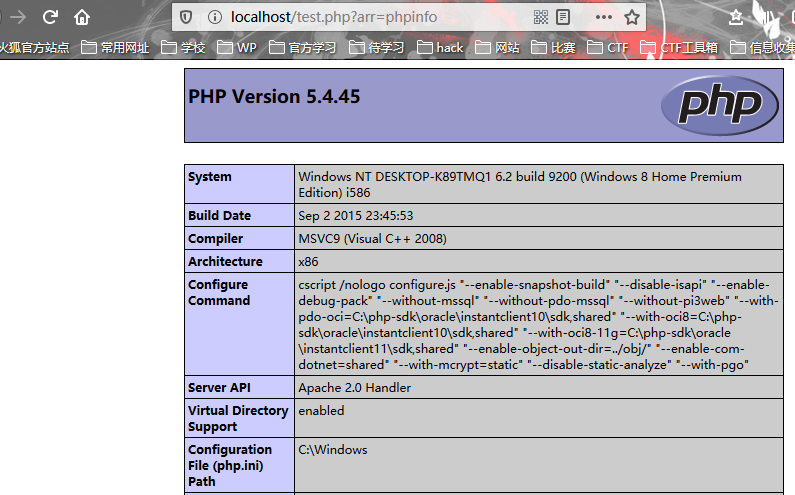 localhost/test.php?arr=phpinfo
火狐官方站点 常用网址 学校 WP 官方学习 待学习 hack 网站 比赛 CTF CTF工具箱 信息收集
PHP Version 5.4.45
php
System
Windows NT DESKTOP-K89TMQ1 6.2 build 9200 (Windows 8 Home Premium
Edition) i586
Build Date
Sep 2 2015 23:45:53
Compiler
MSVC9 (Visual C++ 2008)
Architecture
x86
Configure
Command
cscript /nologo configure.js "--enable-snapshot-build" "--disable-isapi" "--enable-
debug-pack" "--without-mssql" "--without-pdo-mssql" "--without-pi3web" "--with-
pdo-oci=C:\php-sdk\oracle\instantclient10\sdk,shared" "--with-oci8=C:\php-
sdk\oracle\instantclient10\sdk,shared" "--with-oci8-11g=C:\php-sdk\oracle
\instantclient11\sdk,shared" "--enable-object-out-dir=../obj/" "--enable-com-
dotnet=shared" "--with-mcrypt=static" "--disable-static-analyze" "--with-pgo"
Server API
Apache 2.0 Handler
Virtual Directory
Support
enabled
Configuration
File (php.ini)
Path
C:\Windows